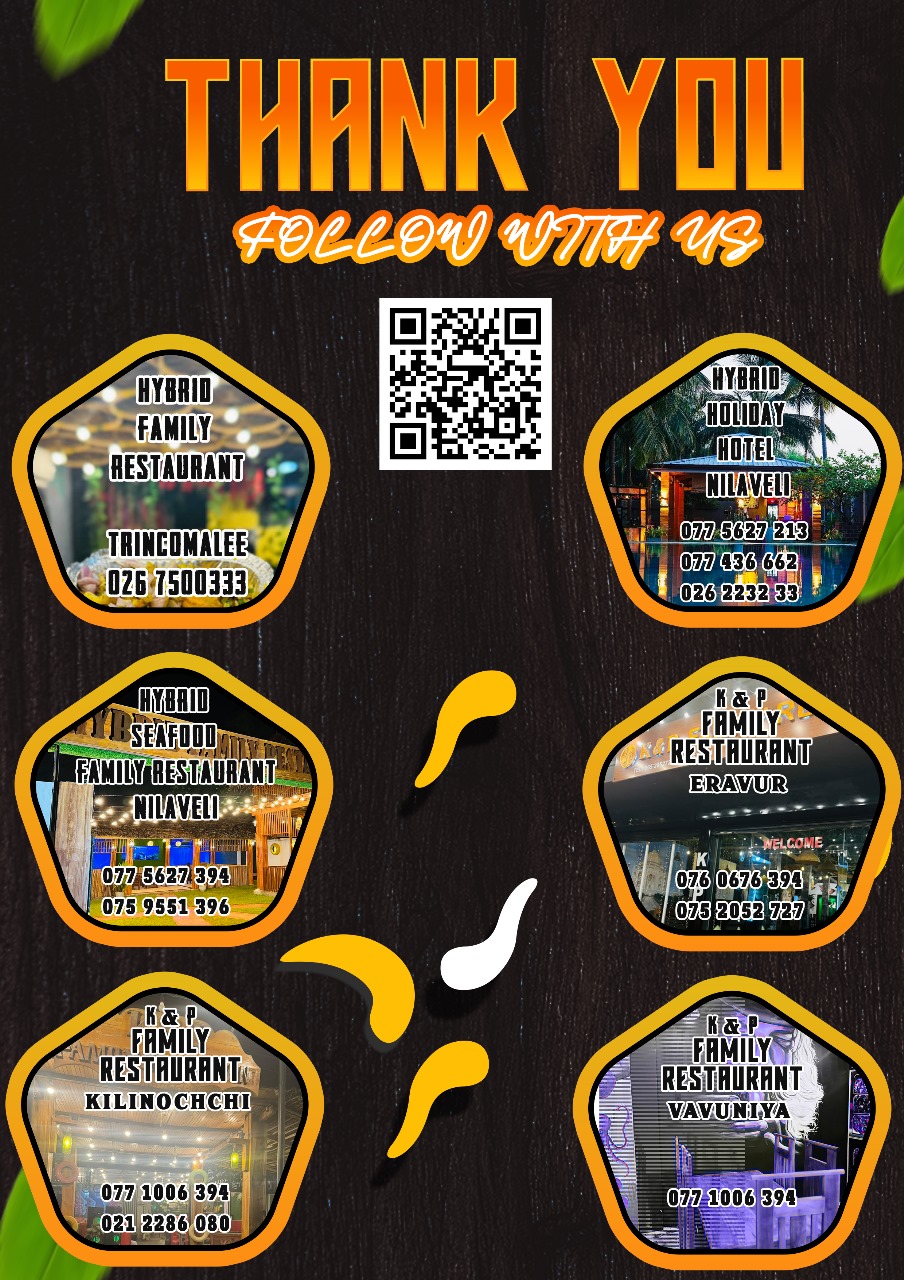 THANK YOU
FOLLOW WITH US
HYBRID
FAMILY
RESTAURANT
TRINCOMALEE
026 7500333
HYBRID
HOLIDAY
HOTEL
NILAVELI
077 5627 213
077 436 662
026 2232 33
HYBRID
SEAFOOD
FAMILY RESTAURANT
NILAVELI
077 5627 394
075 9551 396
K & P
FAMILY
RESTAURANT
ERAVUR
WELCOME
076 0676 394
075 2052 727
K & P
FAMILY
RESTAURANT
KILINOCHCHI
077 1006 394
021 2286 080
K & P
FAMILY
RESTAURANT
VAVUNIYA
077 1006 394